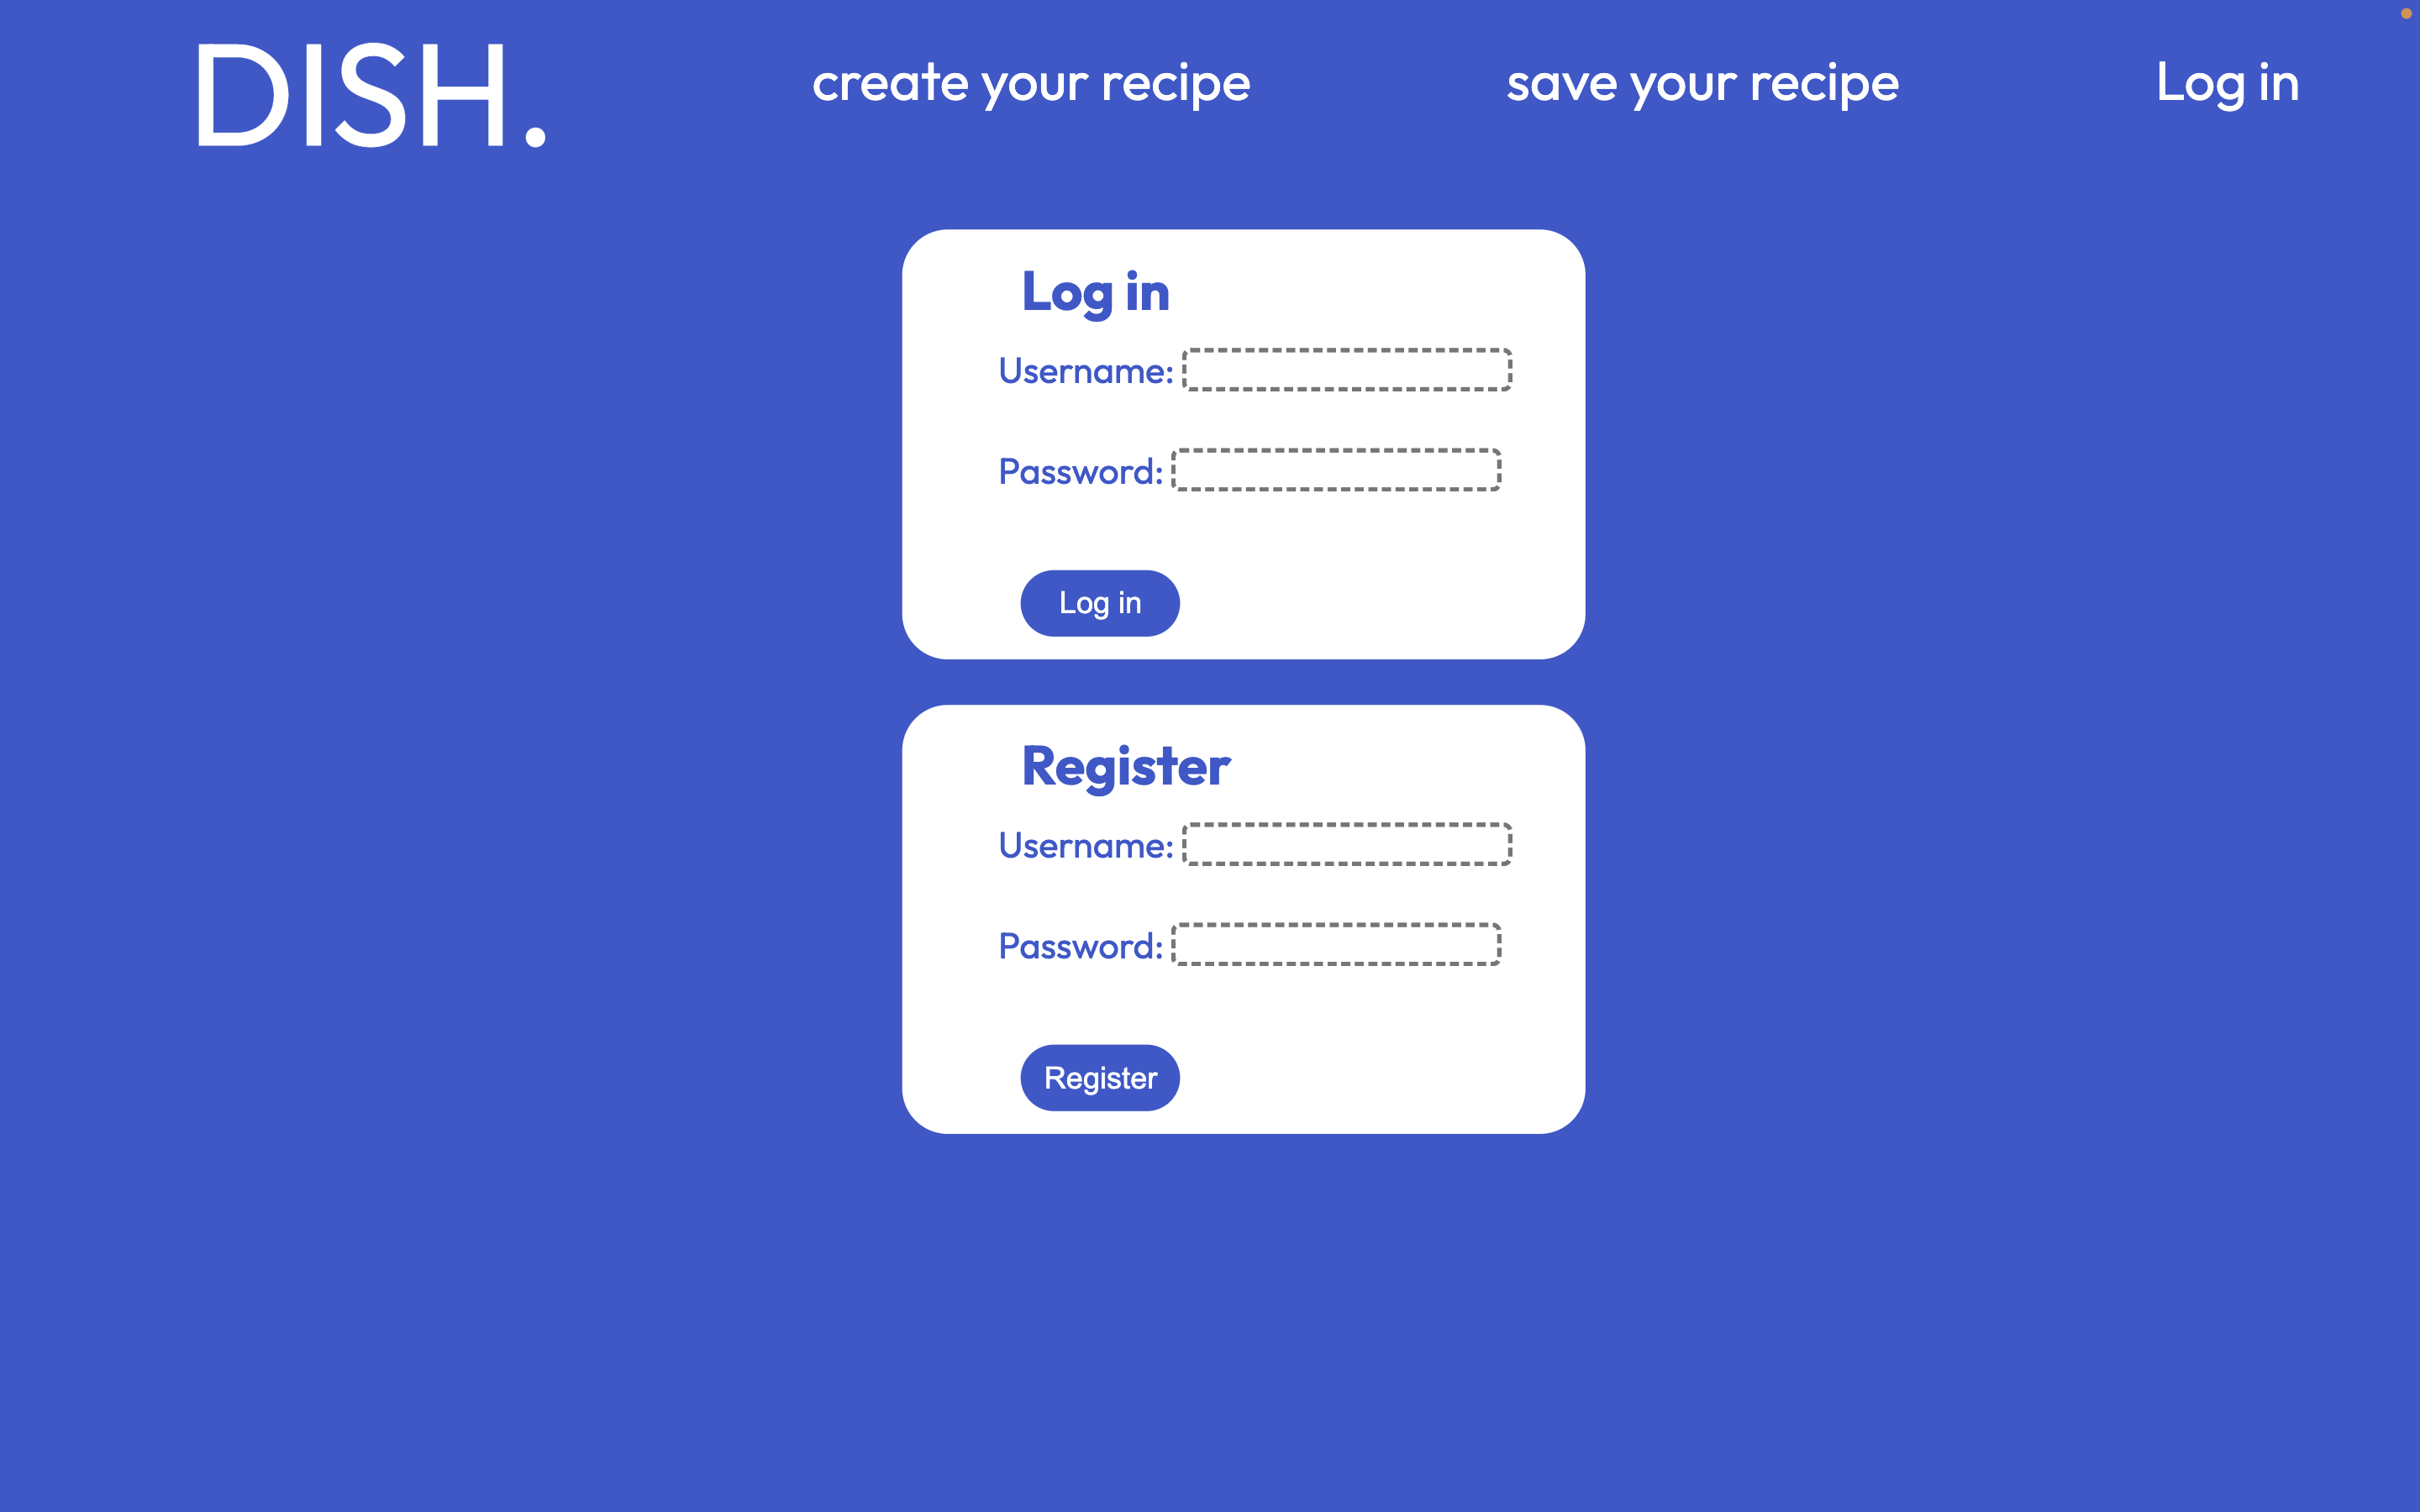 DISH.
create your recipe
save your recipe
Log in
Log in
Username:
Password:
Log in
Register
Username:
Password:
Register